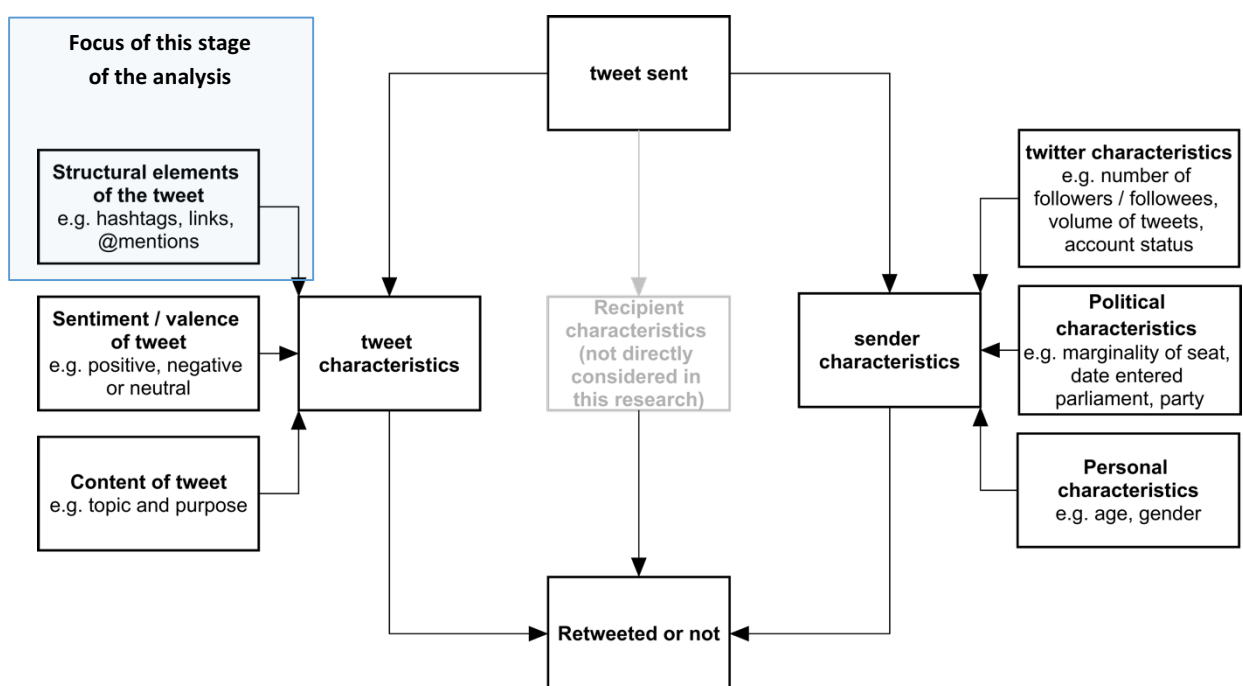 Focus of this stage
of the analysis
tweet sent
Structural elements
of the tweet
e.g. hashtags, links,
@mentions
twitter characteristics
e.g. number of
followers / followees,
volume of tweets,
account status
Sentiment / valence
of tweet
e.g. positive, negative
or neutral
tweet
characteristics
Recipient
characteristics
(not directly
considered in
this research)
sender
characteristics
Political
characteristics
e.g. marginality of seat,
date entered
parliament, party
Content of tweet
e.g. topic and purpose
Personal
characteristics
e.g. age, gender
Retweeted or not